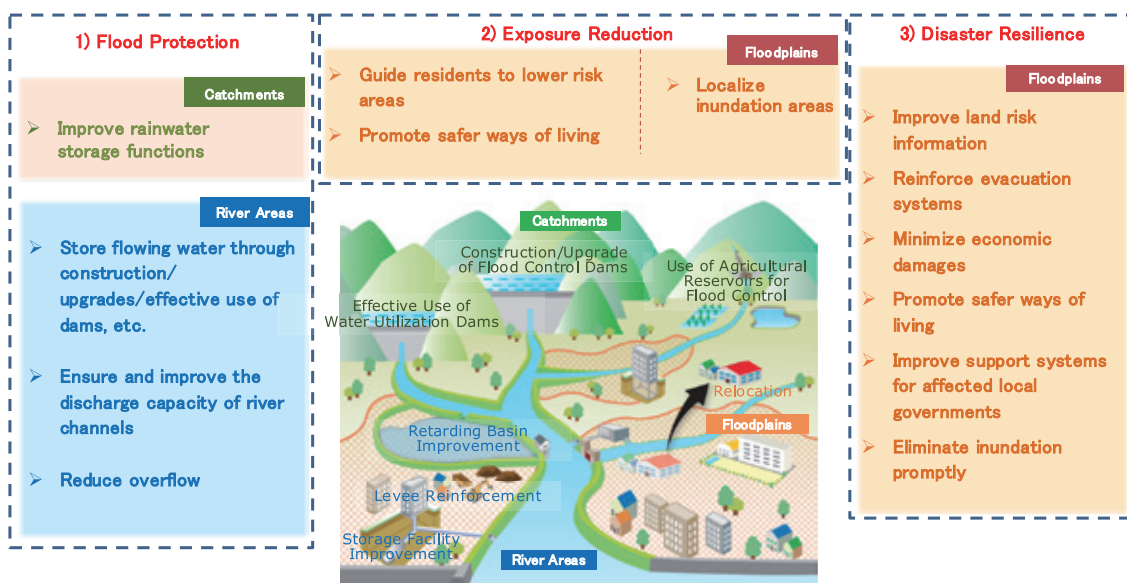 1) Flood Protection
Catchments
➢ Improve rainwater
storage functions
River Areas
➢ Store flowing water through
construction/
upgrades/effective use of
dams, etc.
➢ Ensure and improve the
discharge capacity of river
channels
➢ Reduce overflow
2) Exposure Reduction
Floodplains
➢ Guide residents to lower risk
areas
➢ Promote safer ways of living
➢ Localize
inundation areas
3) Disaster Resilience
Floodplains
➢ Improve land risk
information
➢ Reinforce evacuation
systems
➢ Minimize economic
damages
➢ Promote safer ways of
living
➢ Improve support systems
for affected local
governments
➢ Eliminate inundation
promptly
Catchments
Construction/Upgrade
of Flood Control Dams
Use of Agricultural
Reservoirs for
Flood Control
Effective Use of
Water Utilization Dams
Relocation
Floodplains
Retarding Basin
Improvement
Levee Reinforcement
Storage Facility
Improvement
River Areas